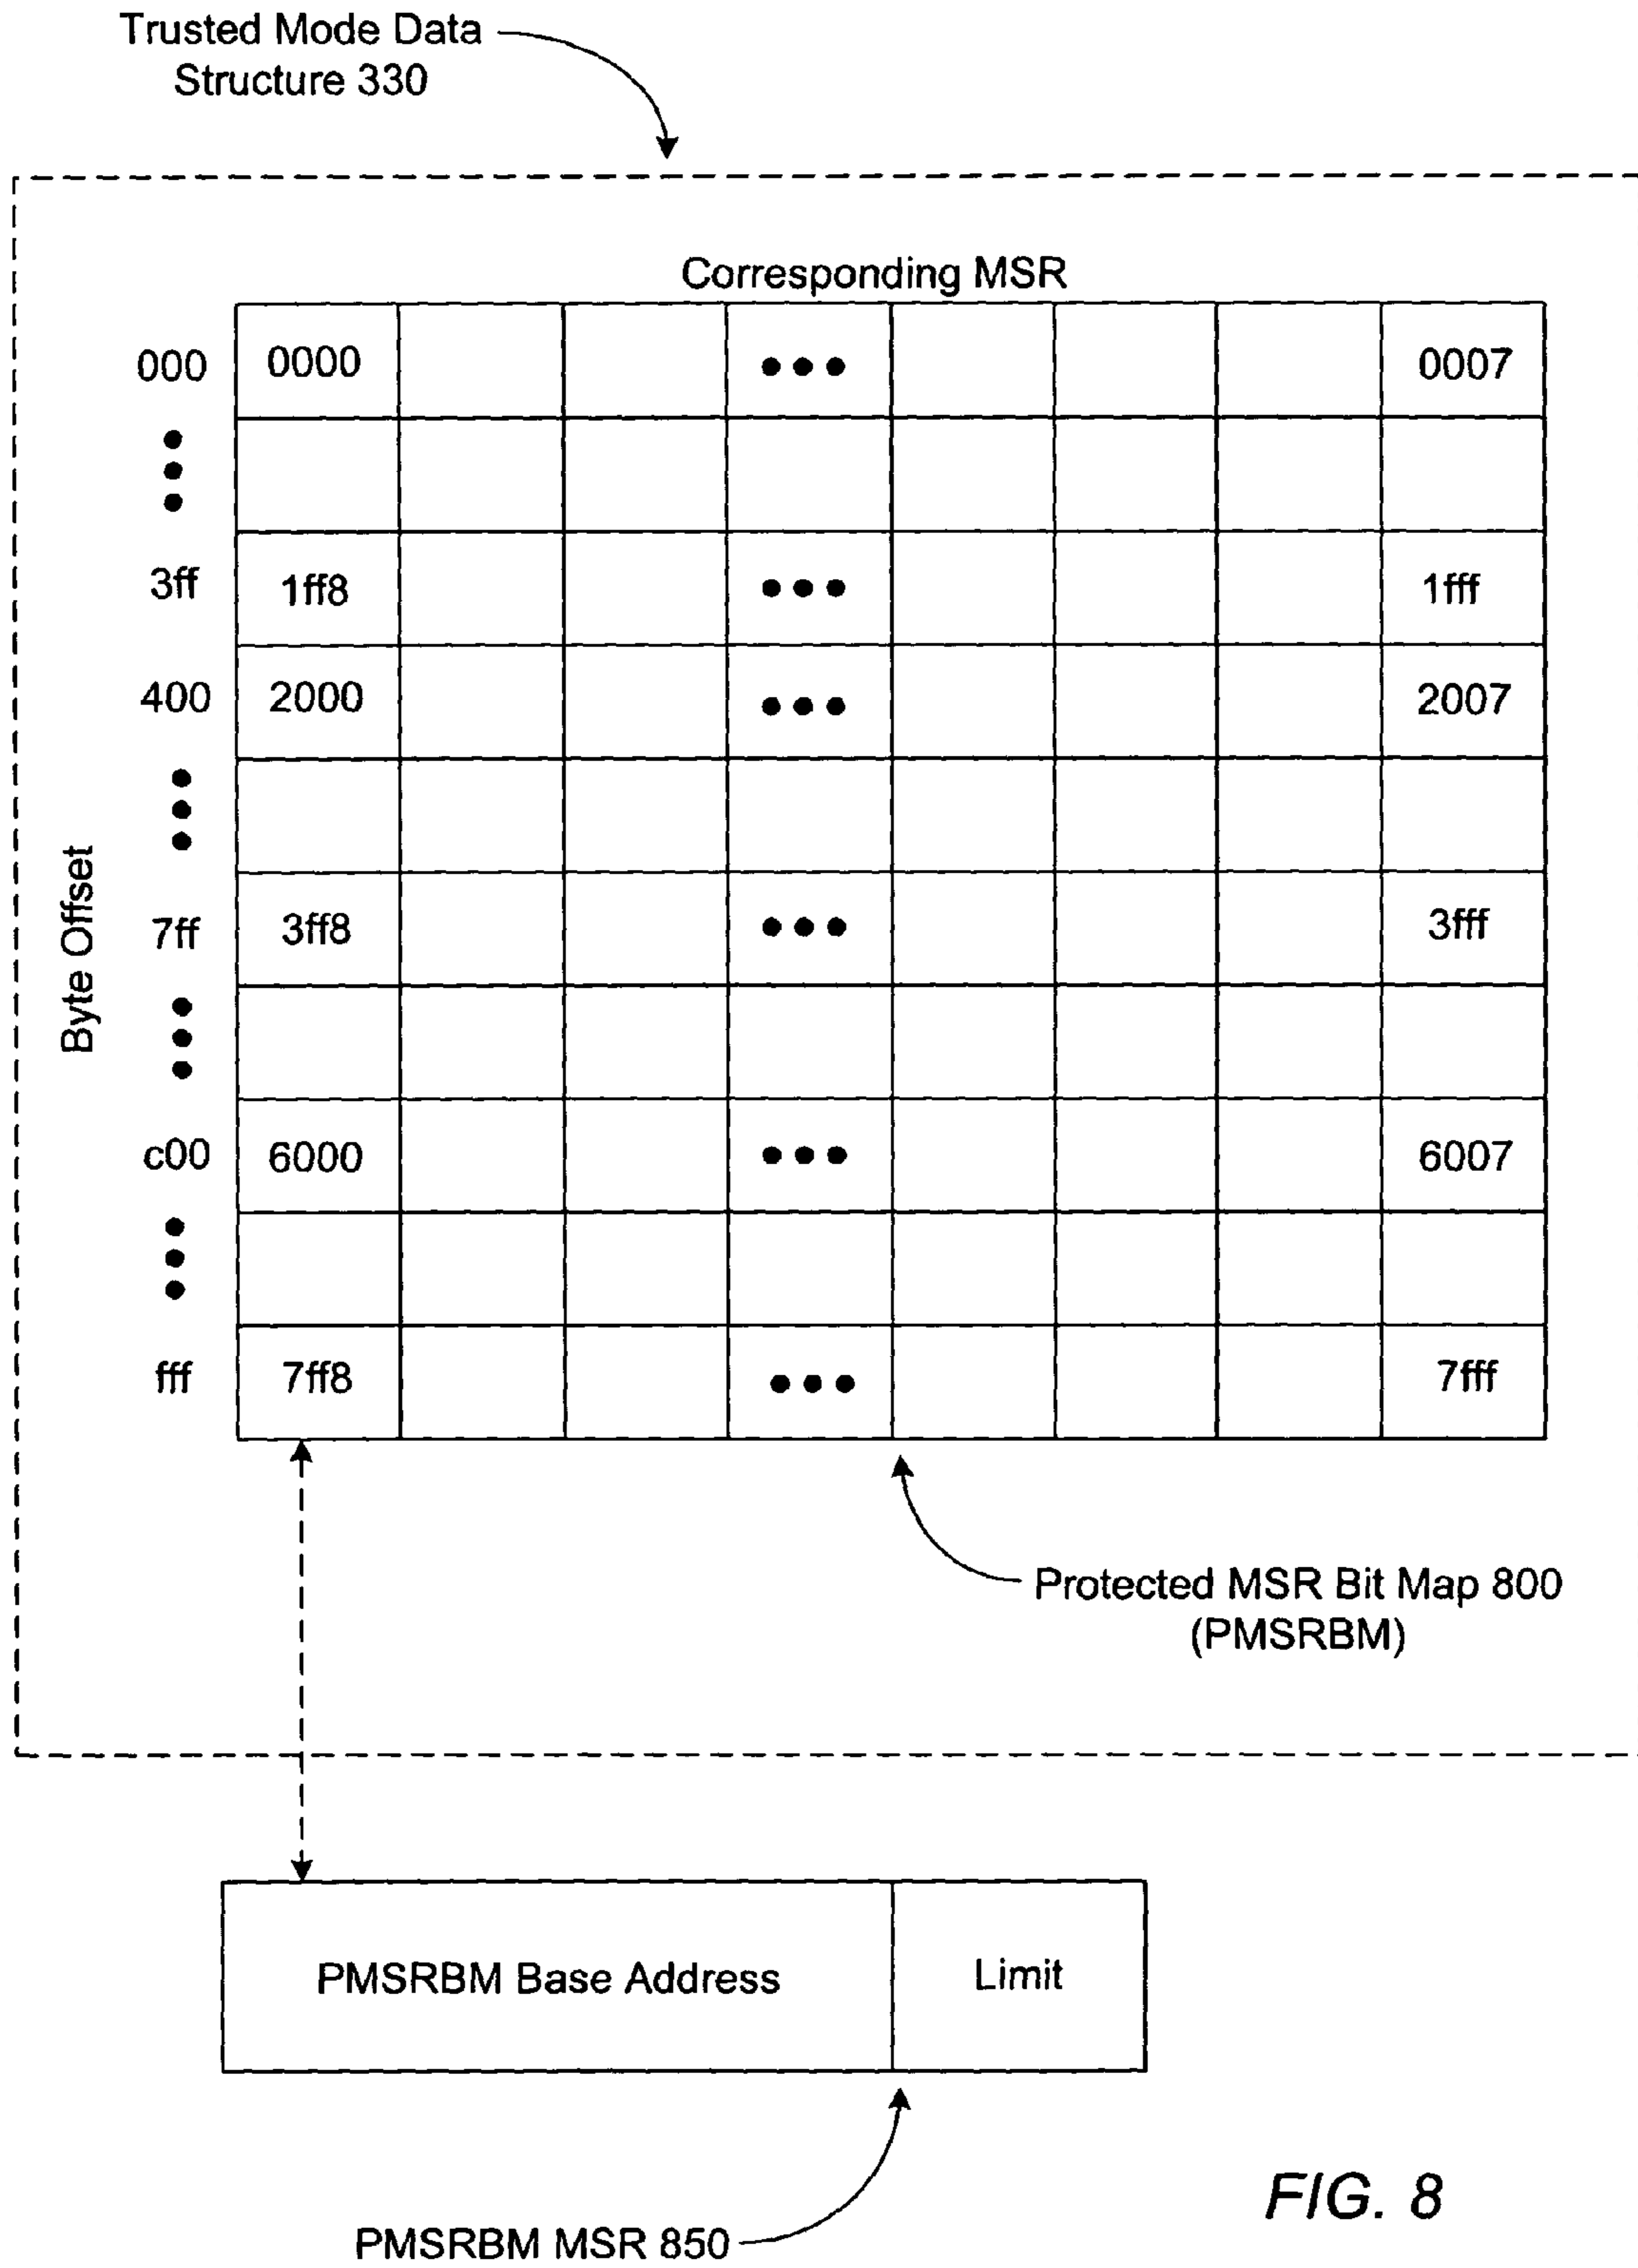 Trusted Mode Data
Structure 330
Corresponding MSR
Byte Offset
000 0000 0007
3ff 1ff8 1fff
400 2000 2007
7ff 3ff8 3fff
c00 6000 6007
fff 7ff8 7fff
Protected MSR Bit Map 800
(PMSRBM)
PMSRBM Base Address Limit
PMSRBM MSR 850
FIG. 8